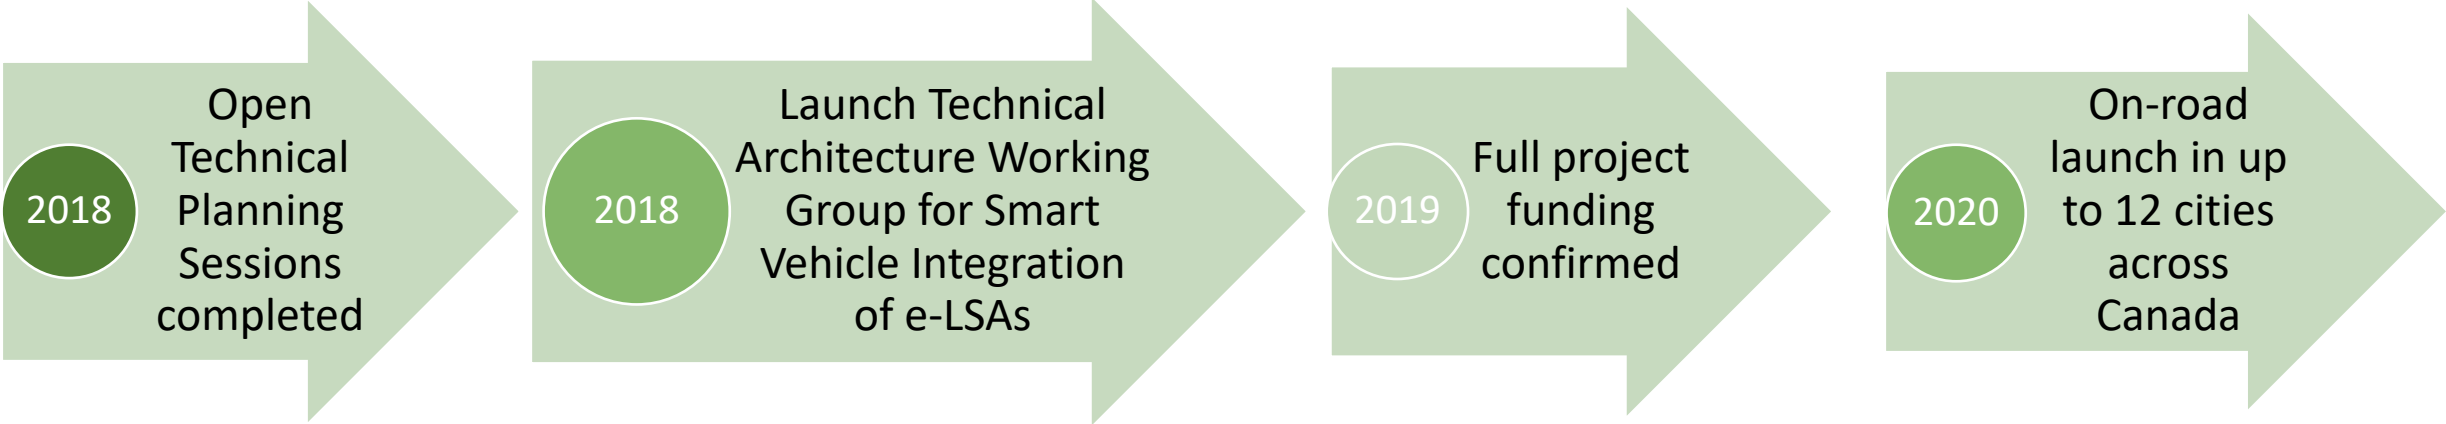 2018
Open
Technical
Planning
Sessions
completed
2018
Launch Technical
Architecture Working
Group for Smart
Vehicle Integration
of e-LSAs
2019
Full project
funding
confirmed
2020
On-road
launch in up
to 12 cities
across
Canada